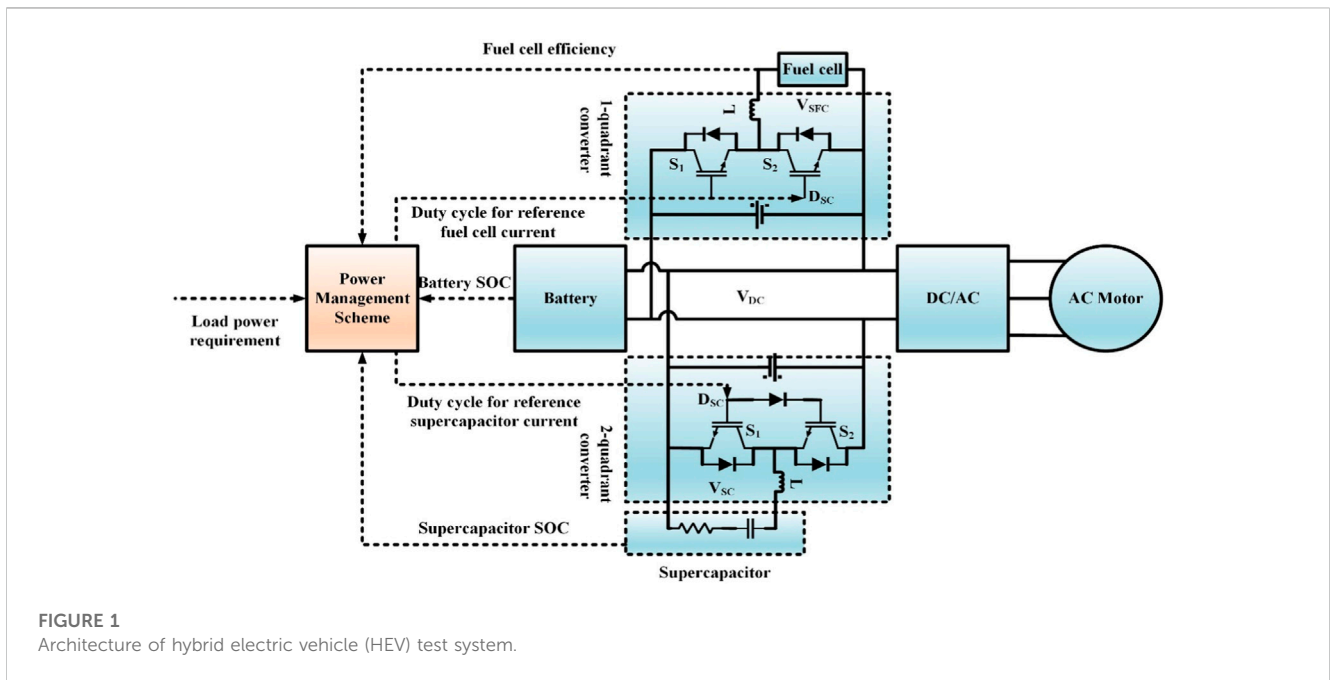 Fuel cell efficiency
Fuel cell
1-quadrant
converter
L
V_SFC
S₁
S₂
D_SC
Duty cycle for reference
fuel cell current
Power
Management
Scheme
Battery SOC
Battery
V_DC
DC/AC
AC Motor
Load power
requirement
Duty cycle for reference
supercapacitor current
2-quadrant
converter
D_SC
S₁
S₂
V_SC
L
Supercapacitor SOC
Supercapacitor
FIGURE 1
Architecture of hybrid electric vehicle (HEV) test system.